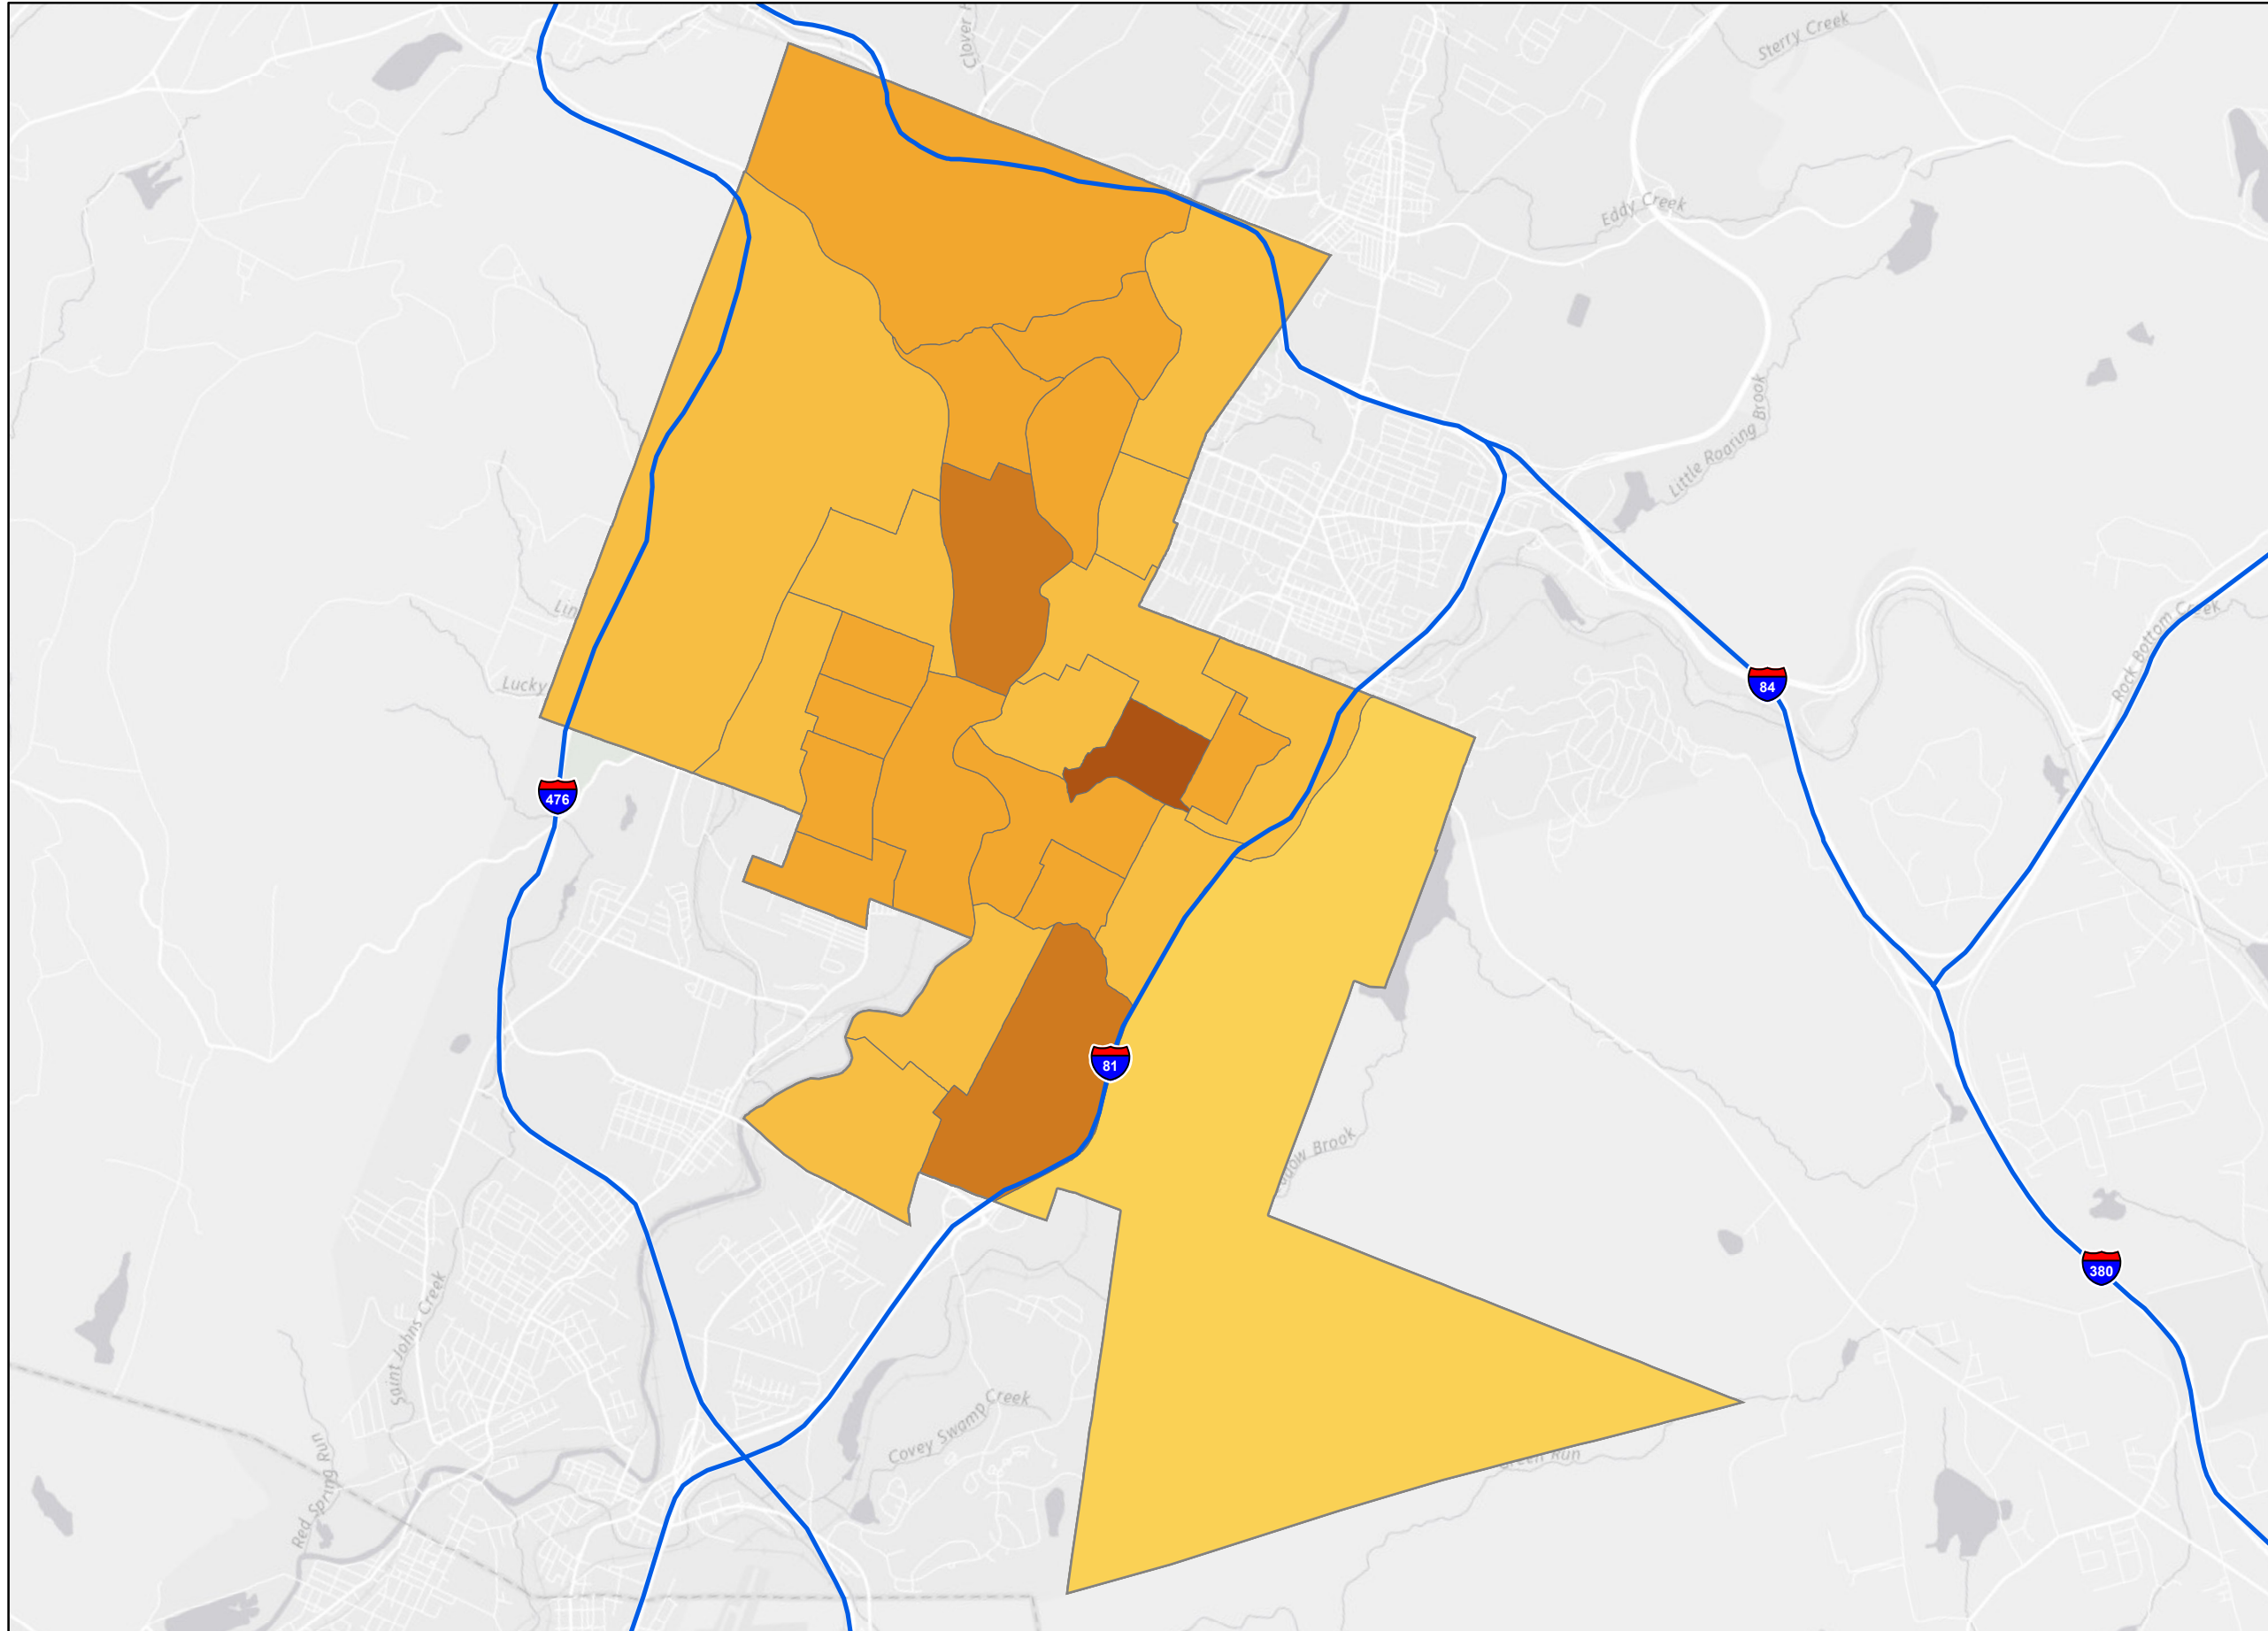 Sterry Creek
Eddy Creek
Little Roaring Brook
Rock Bottom Creek
Lucky
84
476
81
380
Saint Johns Creek
Covey Swamp Creek
Red Spring Run
Run
Brook
Clover
Lin